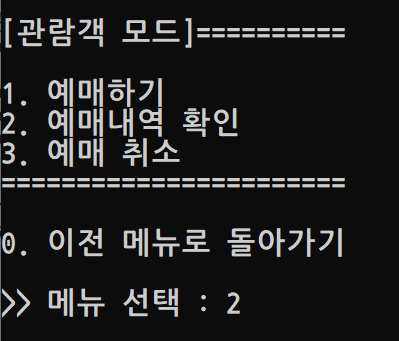 [관람객 모드]==========
1. 예매하기
2. 예매내역 확인
3. 예매 취소
=======================
0. 이전 메뉴로 돌아가기
>> 메뉴 선택 : 2